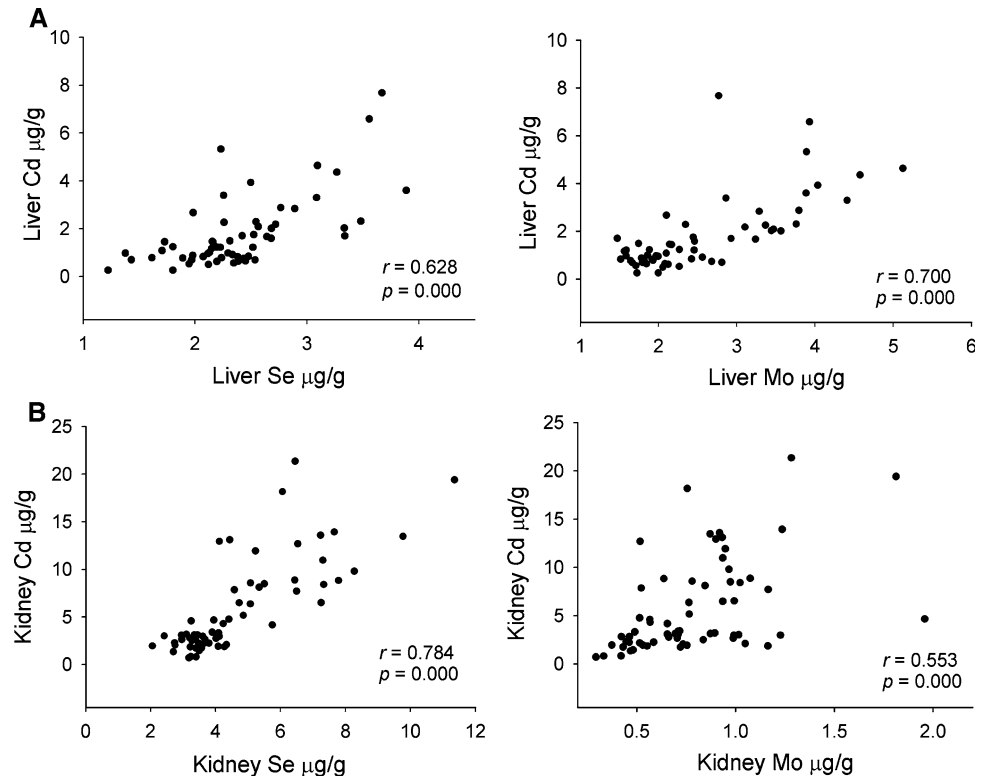 A
10
8
6
4
2
0
Liver Cd μg/g
r = 0.628
p = 0.000
1 2 3 4
Liver Se μg/g
10
8
6
4
2
0
Liver Cd μg/g
r = 0.700
p = 0.000
1 2 3 4 5 6
Liver Mo μg/g
B
25
20
15
10
5
0
Kidney Cd μg/g
r = 0.784
p = 0.000
0 2 4 6 8 10 12
Kidney Se μg/g
25
20
15
10
5
0
Kidney Cd μg/g
r = 0.553
p = 0.000
0.5 1.0 1.5 2.0
Kidney Mo μg/g